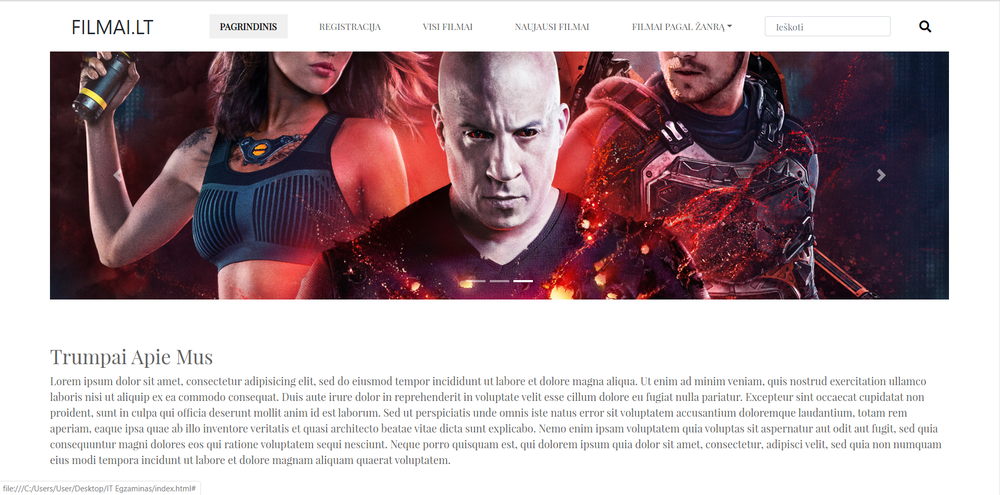 FILMAI.LT
PAGRINDINIS
REGISTRACIJA
VISI FILMAI
NAUJAUSI FILMAI
FILMAI PAGAL ŽANRĄ
Ieškoti
Trumpai Apie Mus
Lorem ipsum dolor sit amet, consectetur adipisicing elit, sed do eiusmod tempor incididunt ut labore et dolore magna aliqua. Ut enim ad minim veniam, quis nostrud exercitation ullamco
laboris nisi ut aliquip ex ea commodo consequat. Duis aute irure dolor in reprehenderit in voluptate velit esse cillum dolore eu fugiat nulla pariatur. Excepteur sint occaecat cupidatat non
proident, sunt in culpa qui officia deserunt mollit anim id est laborum. Sed ut perspiciatis unde omnis iste natus error sit voluptatem accusantium doloremque laudantium, totam rem
aperiam, eaque ipsa quae ab illo inventore veritatis et quasi architecto beatae vitae dicta sunt explicabo. Nemo enim ipsam voluptatem quia voluptas sit aspernatur aut odit aut fugit, sed quia
consequuntur magni dolores eos qui ratione voluptatem sequi nesciunt. Neque porro quisquam est, qui dolorem ipsum quia dolor sit amet, consectetur, adipisci velit, sed quia non numquam
eius modi tempora incidunt ut labore et dolore magnam aliquam quaerat voluptatem.
file:///C:/Users/User/Desktop/IT Egzaminas/index.html#